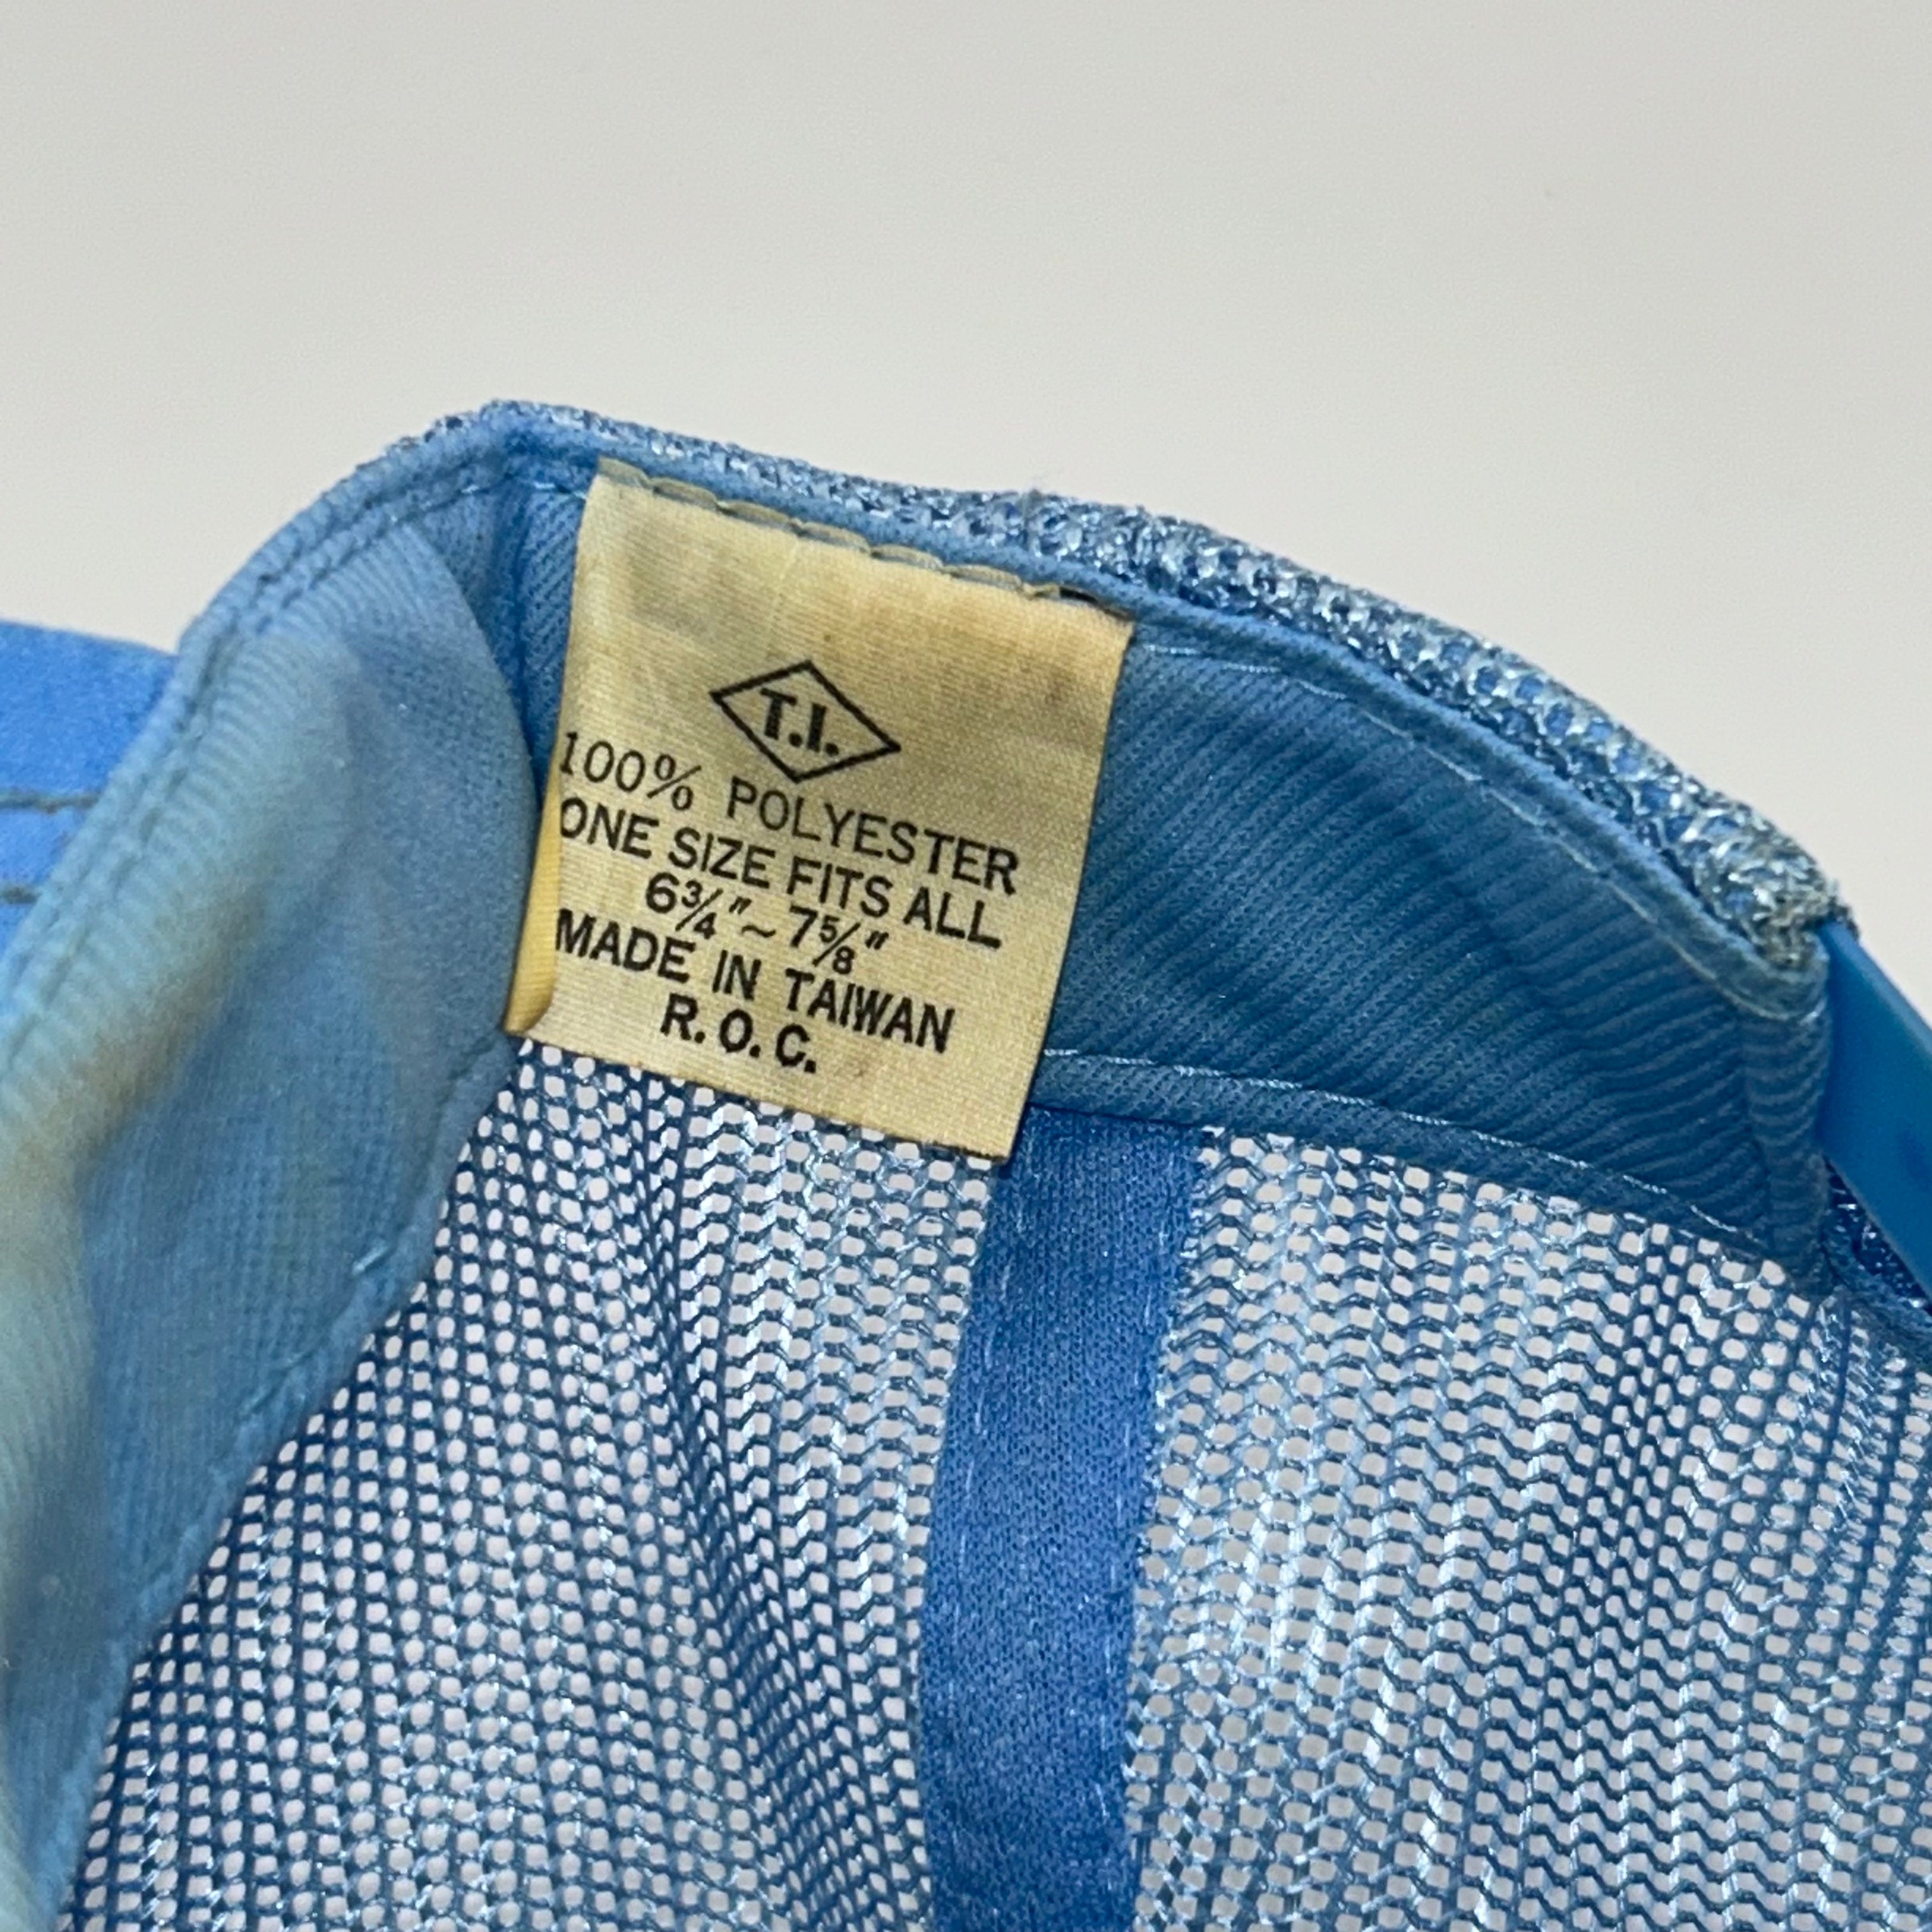 T.I.
100% POLYESTER
ONE SIZE FITS ALL
6¾"~7⅝"
MADE IN TAIWAN
R.O.C.